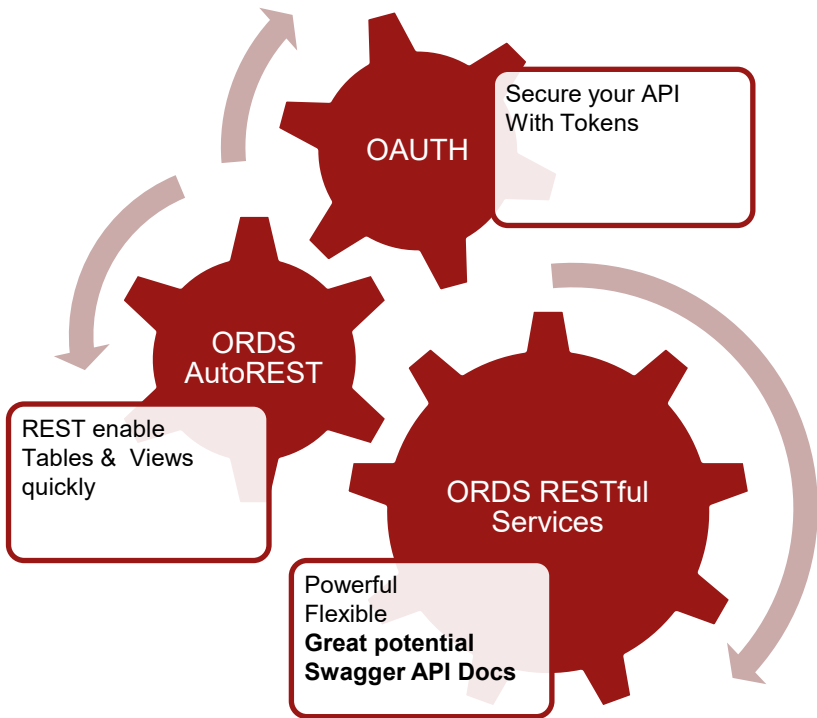 OAUTH
Secure your API
With Tokens
ORDS
AutoREST
REST enable
Tables & Views
quickly
ORDS RESTful
Services
Powerful
Flexible
Great potential
Swagger API Docs